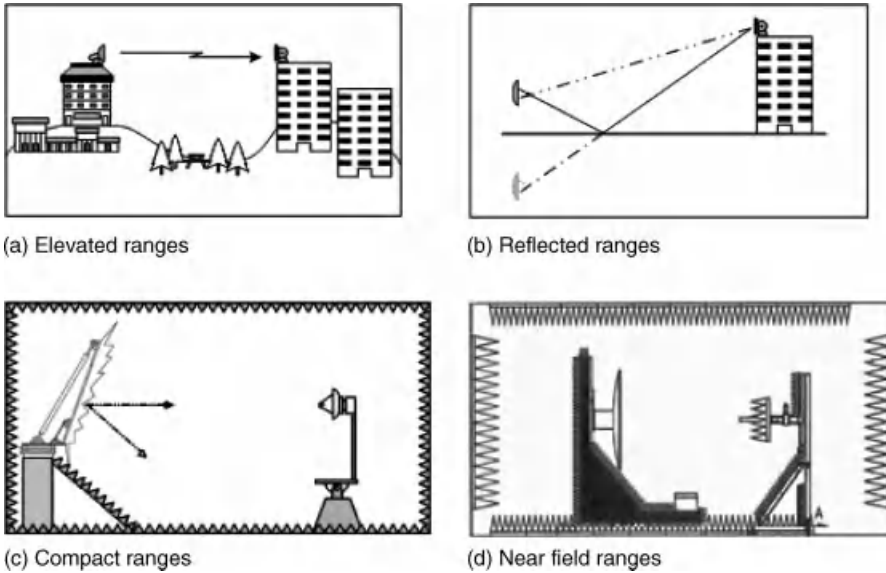 (a) Elevated ranges
(b) Reflected ranges
(c) Compact ranges
A
(d) Near field ranges